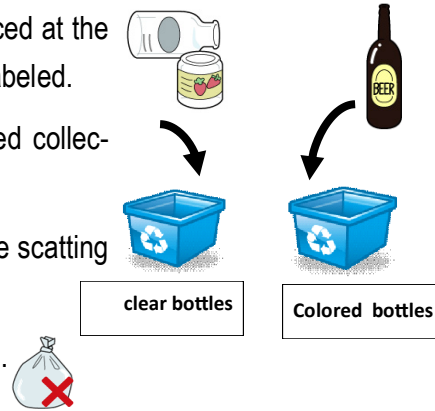 ced at the
abeled.
ed collec-
e scatting
.
BEER
clear bottles
Colored bottles